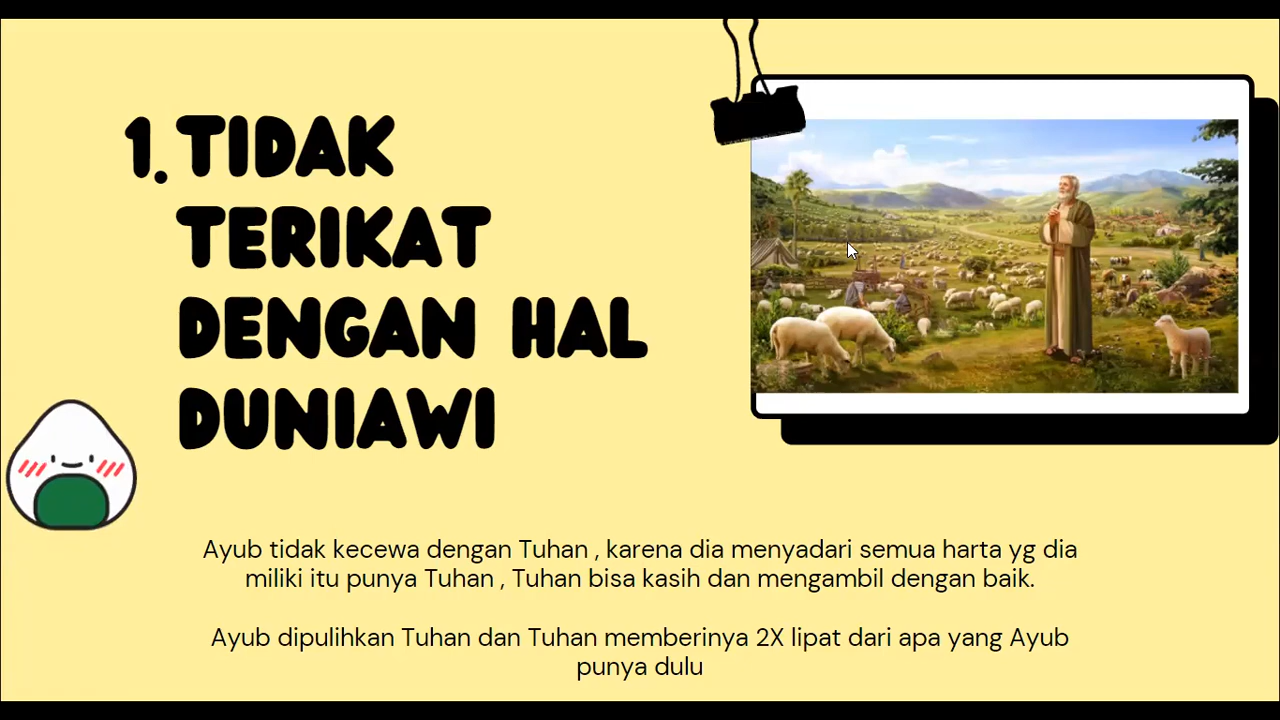 1. TIDAK
TERIKAT
DENGAN HAL
DUNIAWI
Ayub tidak kecewa dengan Tuhan , karena dia menyadari semua harta yg dia
miliki itu punya Tuhan , Tuhan bisa kasih dan mengambil dengan baik.
Ayub dipulihkan Tuhan dan Tuhan memberinya 2X lipat dari apa yang Ayub
punya dulu